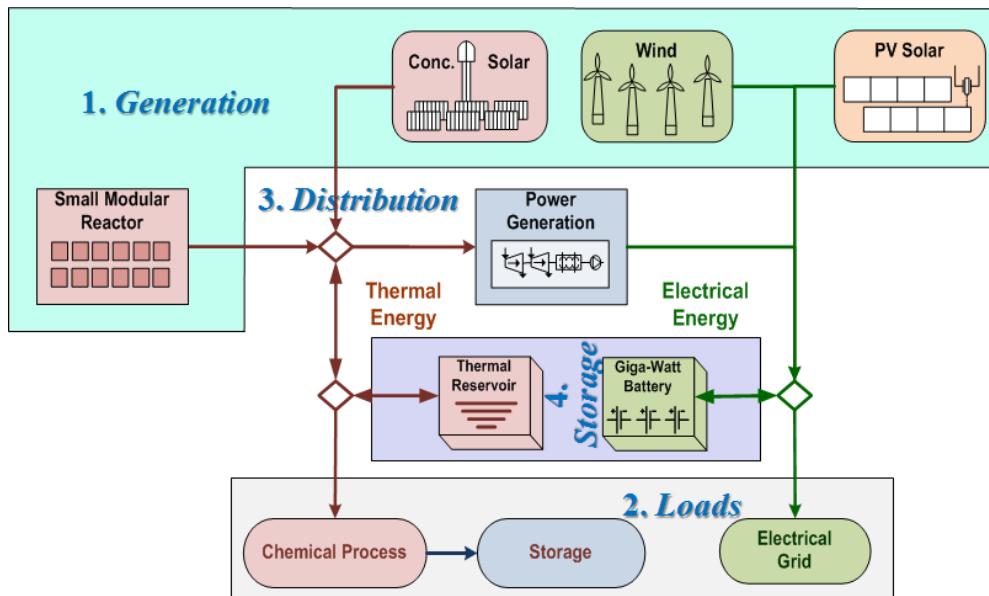 Conc. Solar
Wind
PV Solar
1. Generation
Small Modular
Reactor
3. Distribution
Power
Generation
Thermal
Energy
Electrical
Energy
Thermal
Reservoir
4. Storage
Giga-Watt
Battery
2. Loads
Chemical Process
Storage
Electrical
Grid